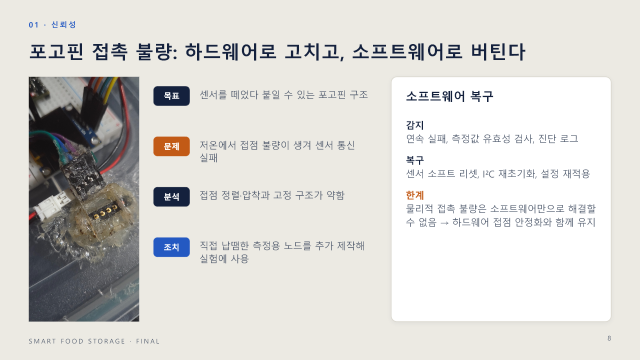 01 · 신뢰성
포고핀 접촉 불량: 하드웨어로 고치고, 소프트웨어로 버틴다
목표
센서를 떼었다 붙일 수 있는 포고핀 구조
문제
저온에서 접점 불량이 생겨 센서 통신
실패
분석
접점 정렬·압착과 고정 구조가 약함
조치
직접 납땜한 측정용 노드를 추가 제작해
실험에 사용
소프트웨어 복구
감지
연속 실패, 측정값 유효성 검사, 진단 로그
복구
센서 소프트 리셋, I²C 재초기화, 설정 재적용
한계
물리적 접촉 불량은 소프트웨어만으로 해결할
수 없음 → 하드웨어 접점 안정화와 함께 유지
SMART FOOD STORAGE · FINAL
8